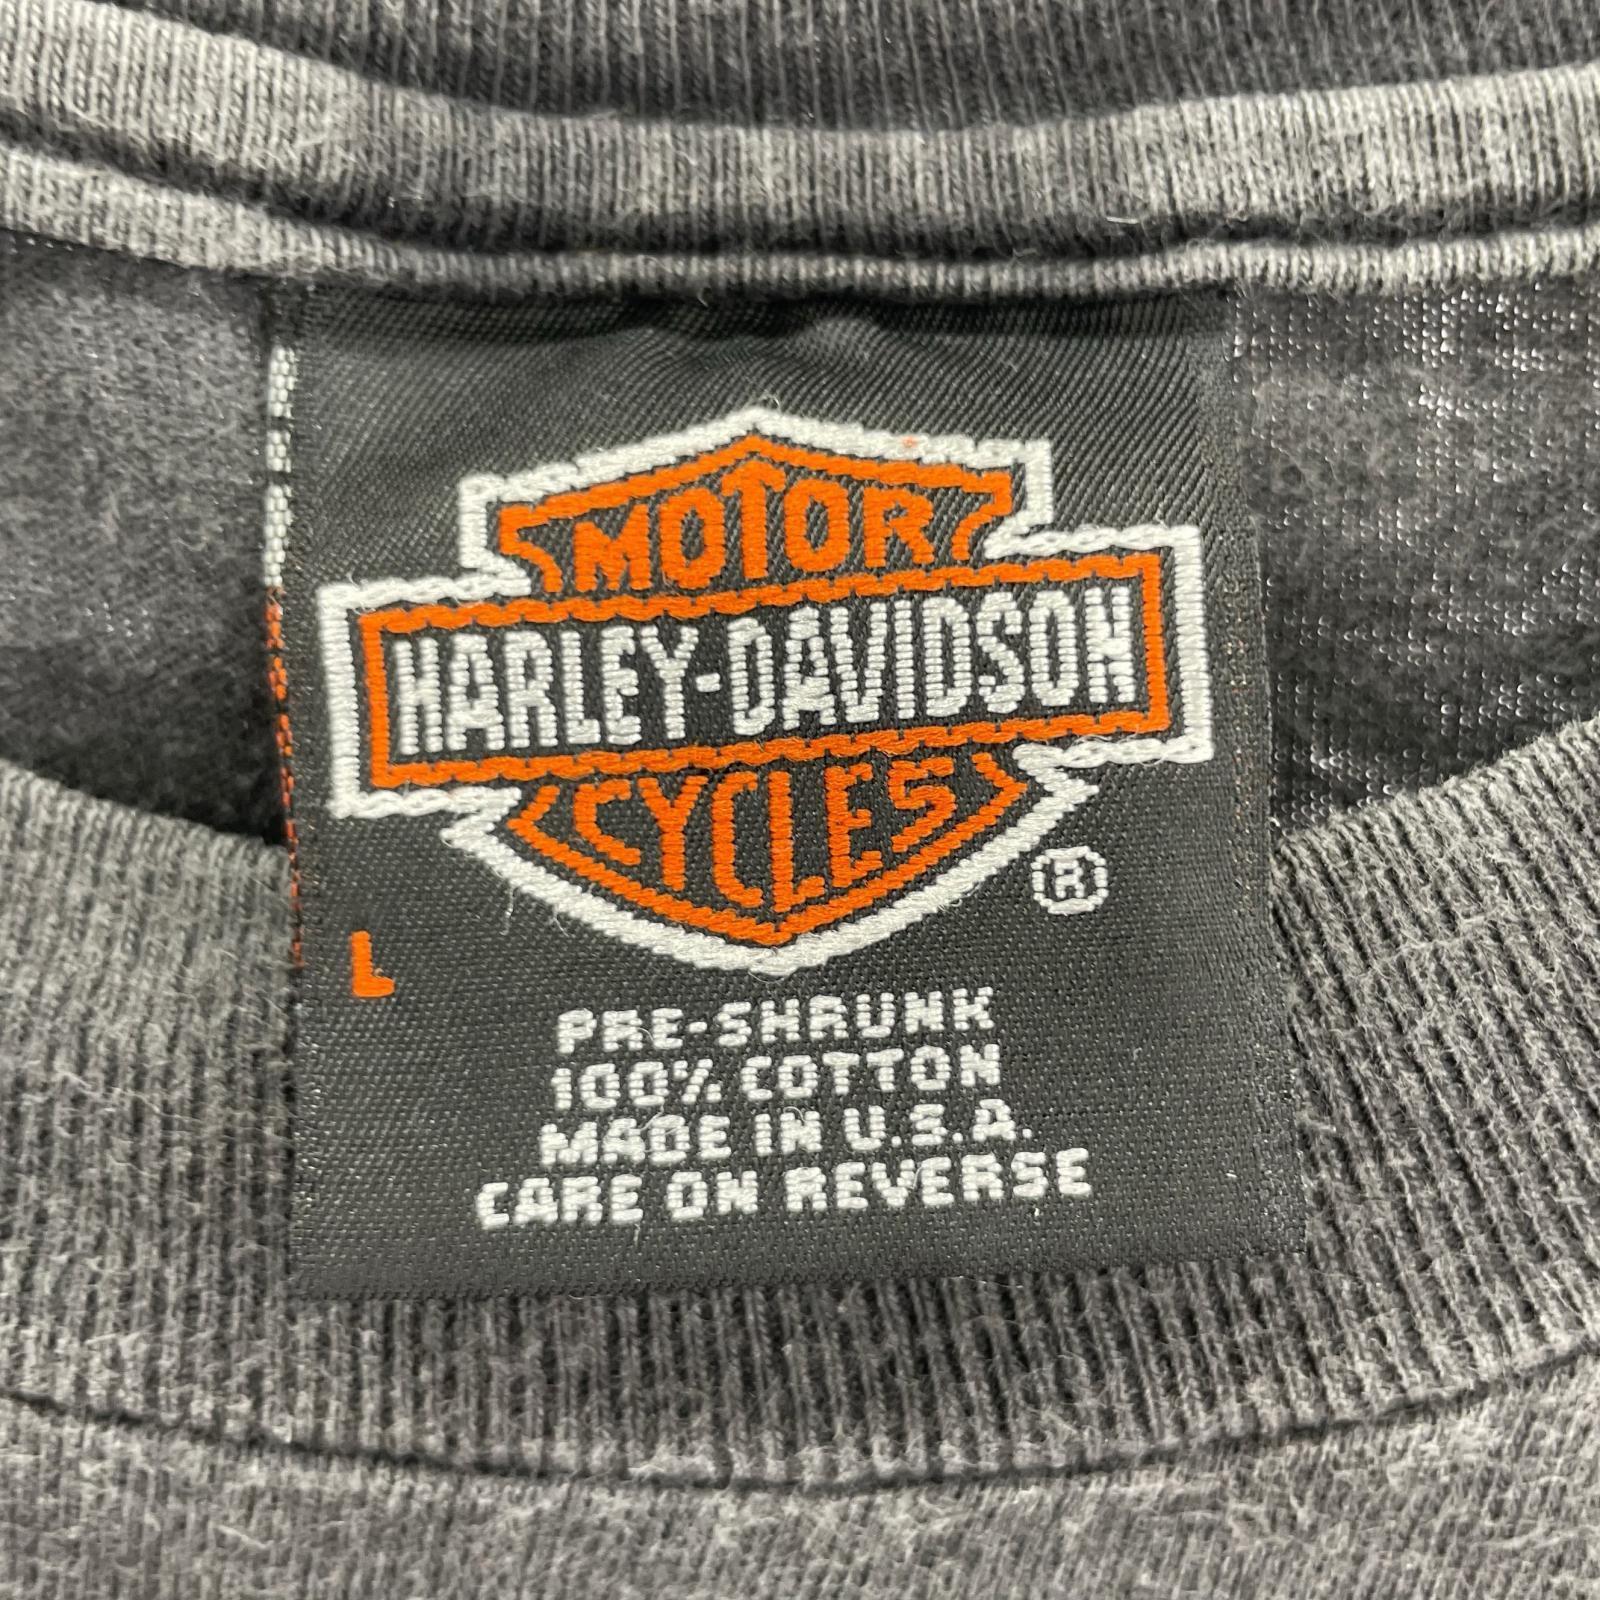 MOTOR
HARLEY-DAVIDSON
CYCLES
®
L
PRE-SHRUNK
100% COTTON
MADE IN U.S.A.
CARE ON REVERSE